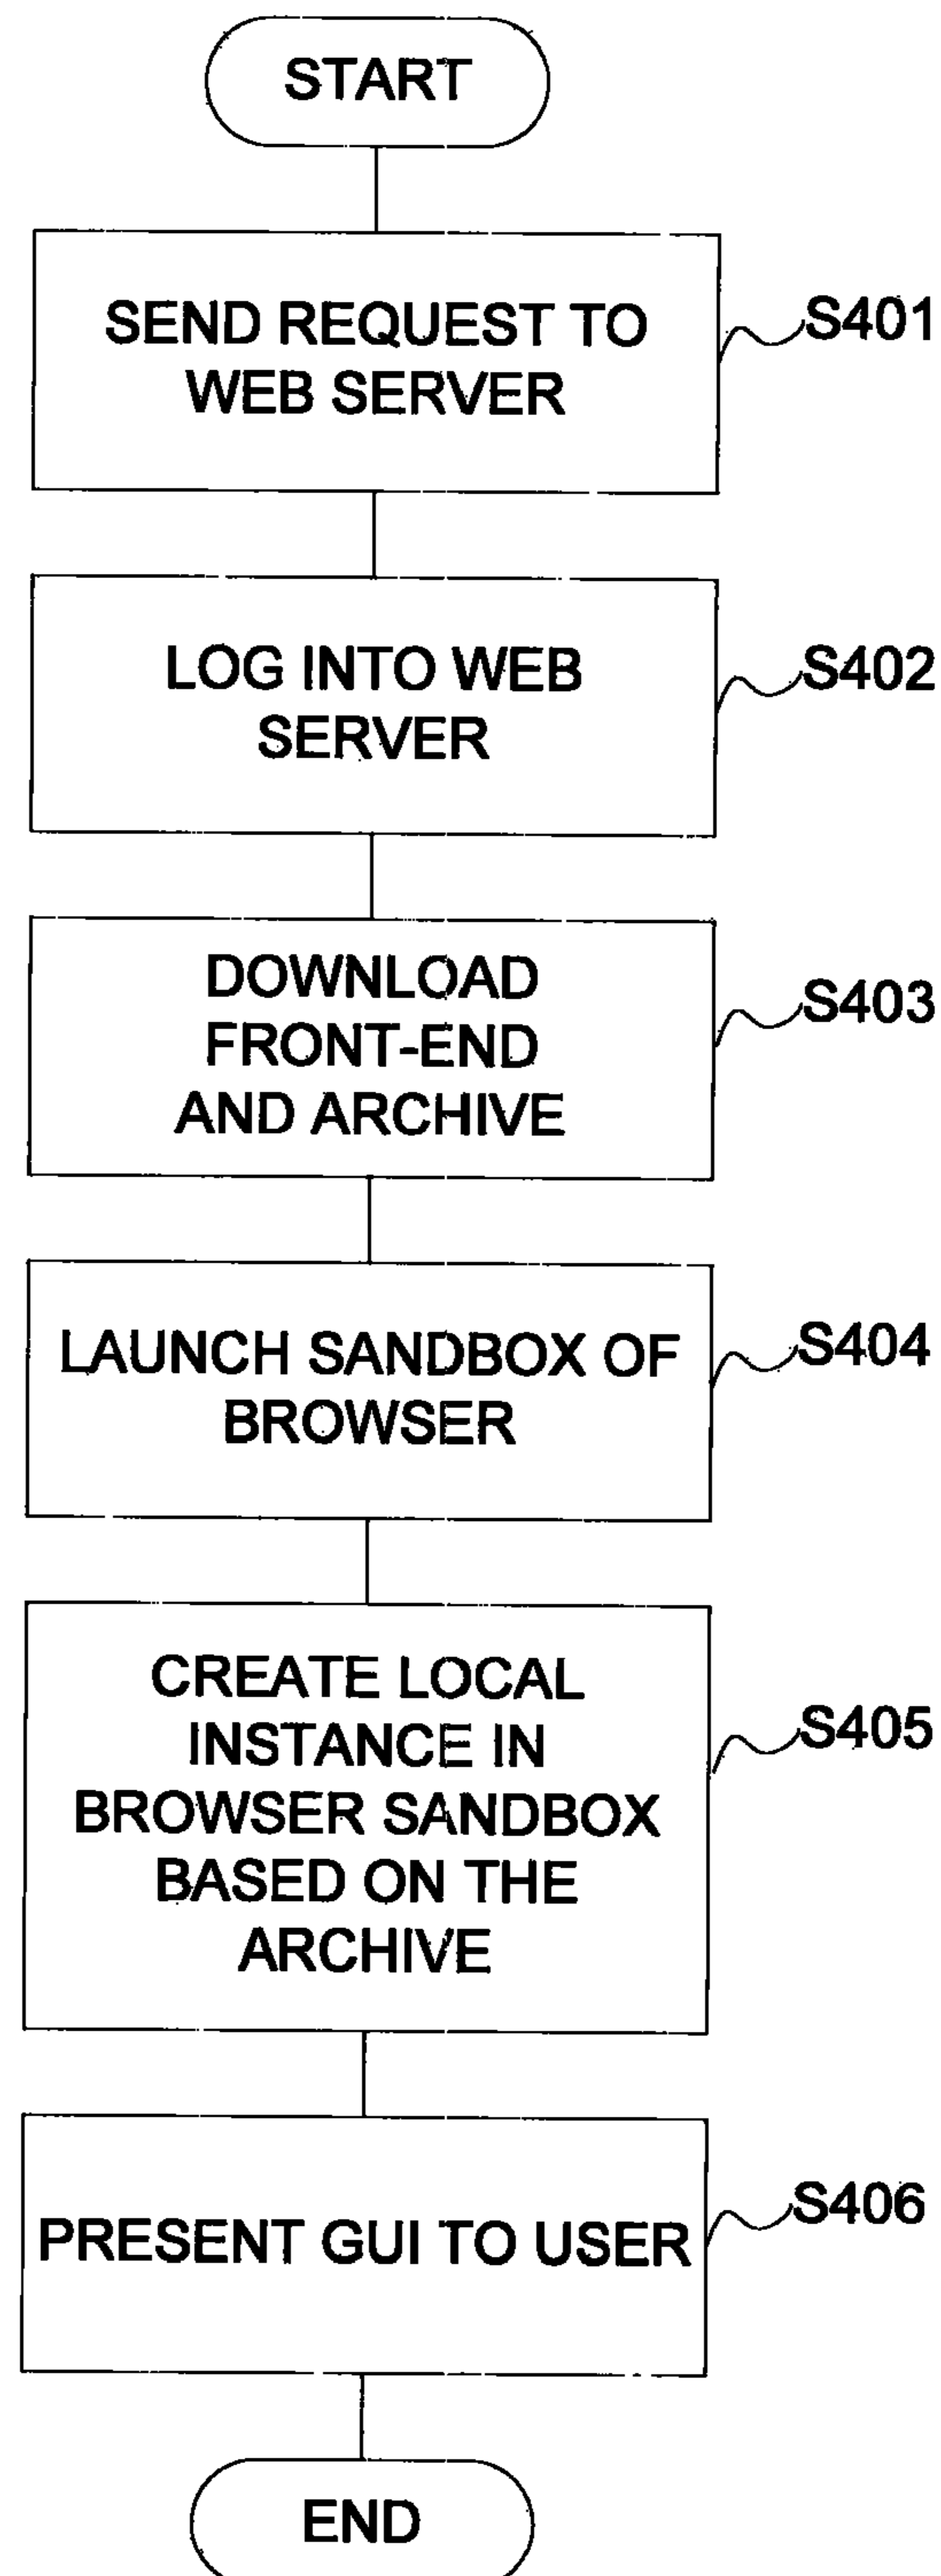 START
SEND REQUEST TO
WEB SERVER
S401
LOG INTO WEB
SERVER
S402
DOWNLOAD
FRONT-END
AND ARCHIVE
S403
LAUNCH SANDBOX OF
BROWSER
S404
CREATE LOCAL
INSTANCE IN
BROWSER SANDBOX
BASED ON THE
ARCHIVE
S405
PRESENT GUI TO USER
S406
END